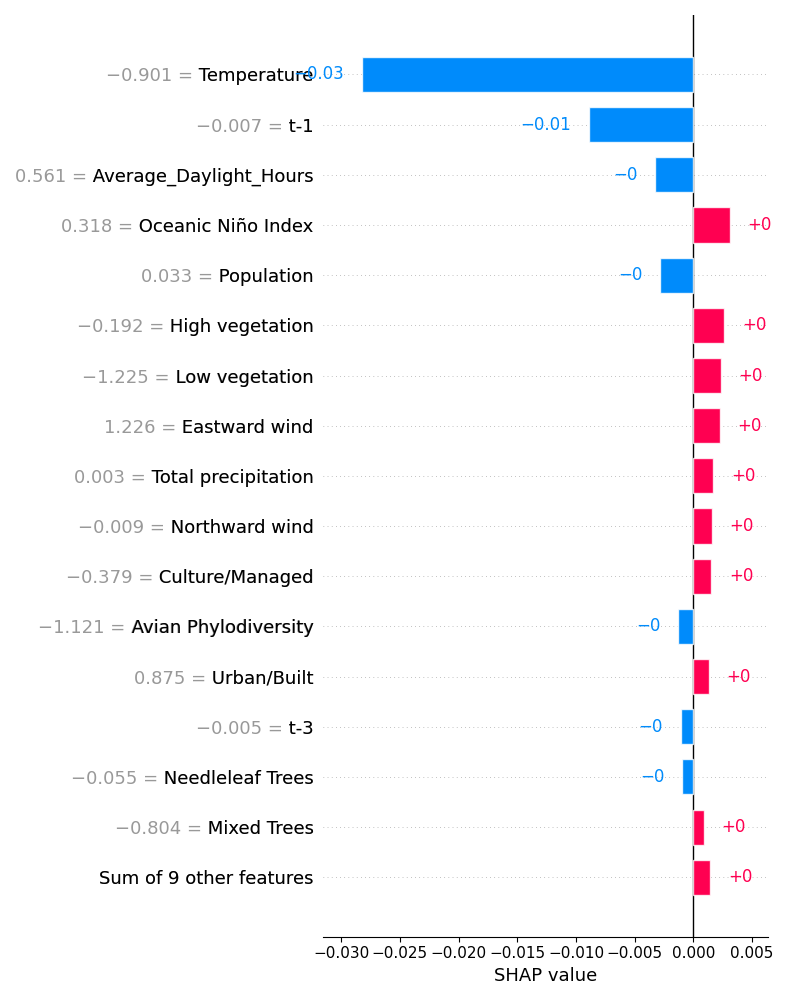 −0.901 = Temperature −0.03
−0.007 = t-1 −0.01
0.561 = Average_Daylight_Hours −0
0.318 = Oceanic Niño Index +0
0.033 = Population −0
−0.192 = High vegetation +0
−1.225 = Low vegetation +0
1.226 = Eastward wind +0
0.003 = Total precipitation +0
−0.009 = Northward wind +0
−0.379 = Culture/Managed +0
−1.121 = Avian Phylodiversity −0
0.875 = Urban/Built +0
−0.005 = t-3 −0
−0.055 = Needleleaf Trees −0
−0.804 = Mixed Trees +0
Sum of 9 other features +0
−0.030 −0.025 −0.020 −0.015 −0.010 −0.005 0.000 0.005
SHAP value